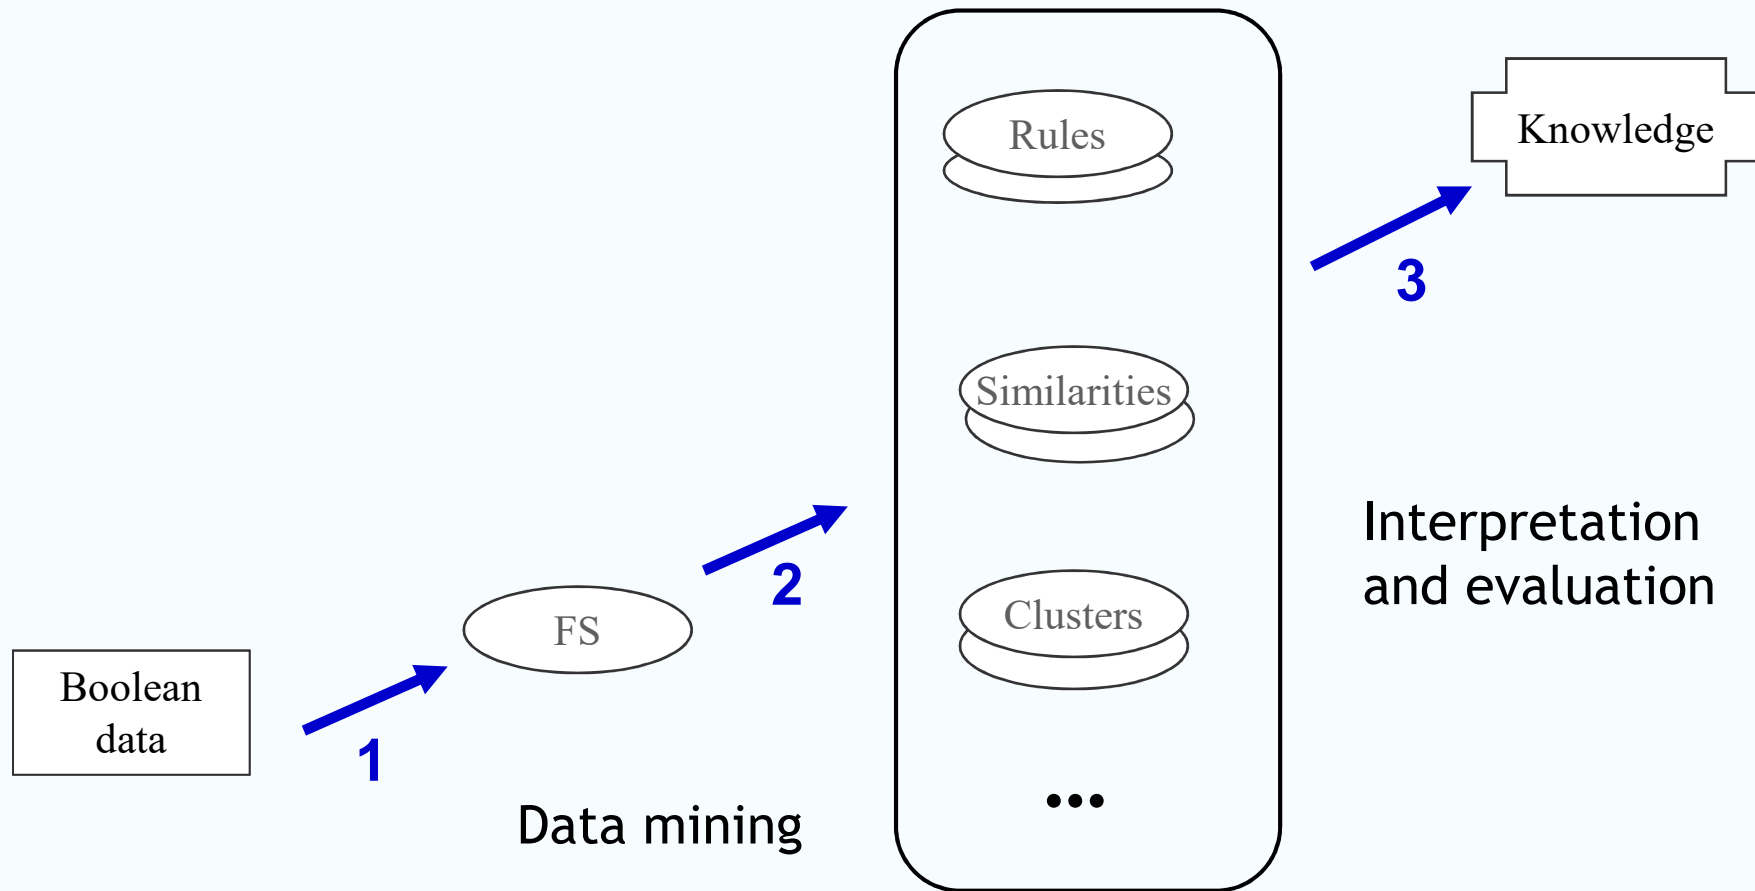 Boolean
data
1
FS
2
Data mining
Rules
Similarities
Clusters
•••
3
Knowledge
Interpretation
and evaluation